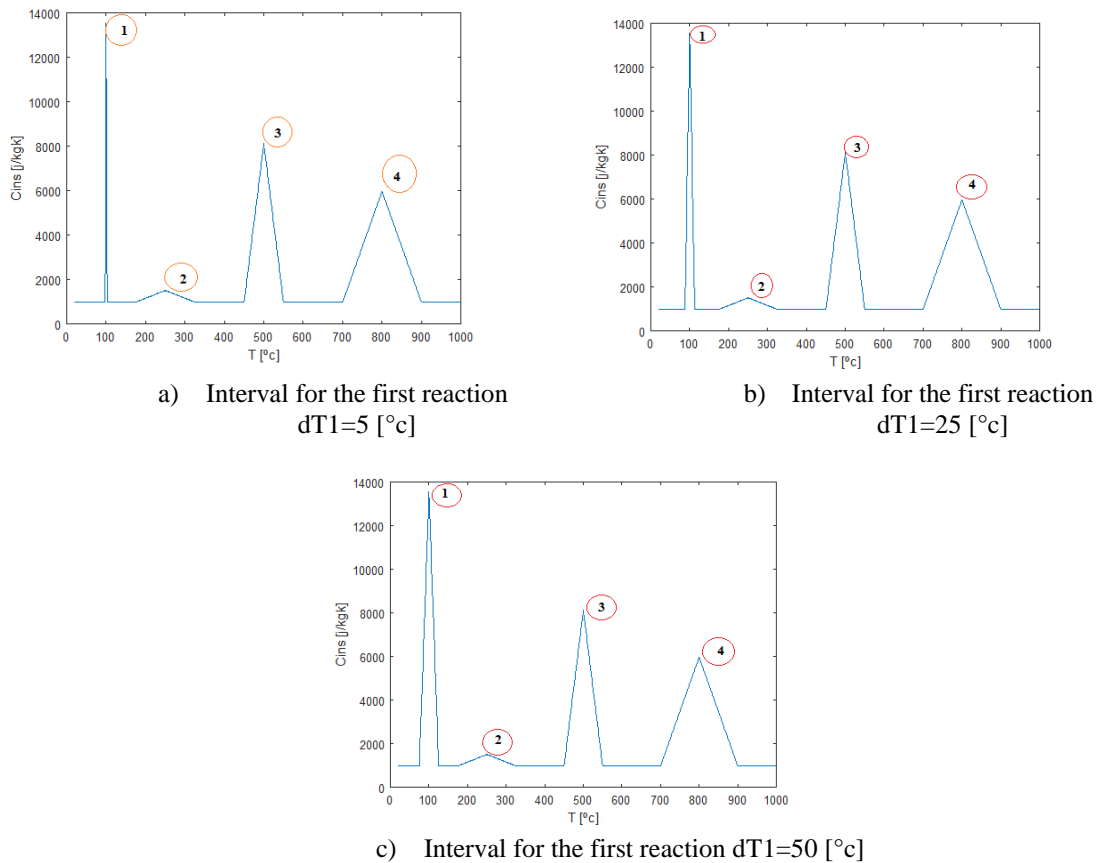 14000
12000
10000
8000
6000
4000
2000
0
Cins [j/kgk]
1
2
3
4
0 100 200 300 400 500 600 700 800 900 1000
T [ºc]
a) Interval for the first reaction
dT1=5 [°c]
14000
12000
10000
8000
6000
4000
2000
0
Cins [j/kgk]
1
2
3
4
0 100 200 300 400 500 600 700 800 900 1000
T [ºc]
b) Interval for the first reaction
dT1=25 [°c]
14000
12000
10000
8000
6000
4000
2000
0
Cins [j/kgk]
1
2
3
4
0 100 200 300 400 500 600 700 800 900 1000
T [ºc]
c) Interval for the first reaction dT1=50 [°c]